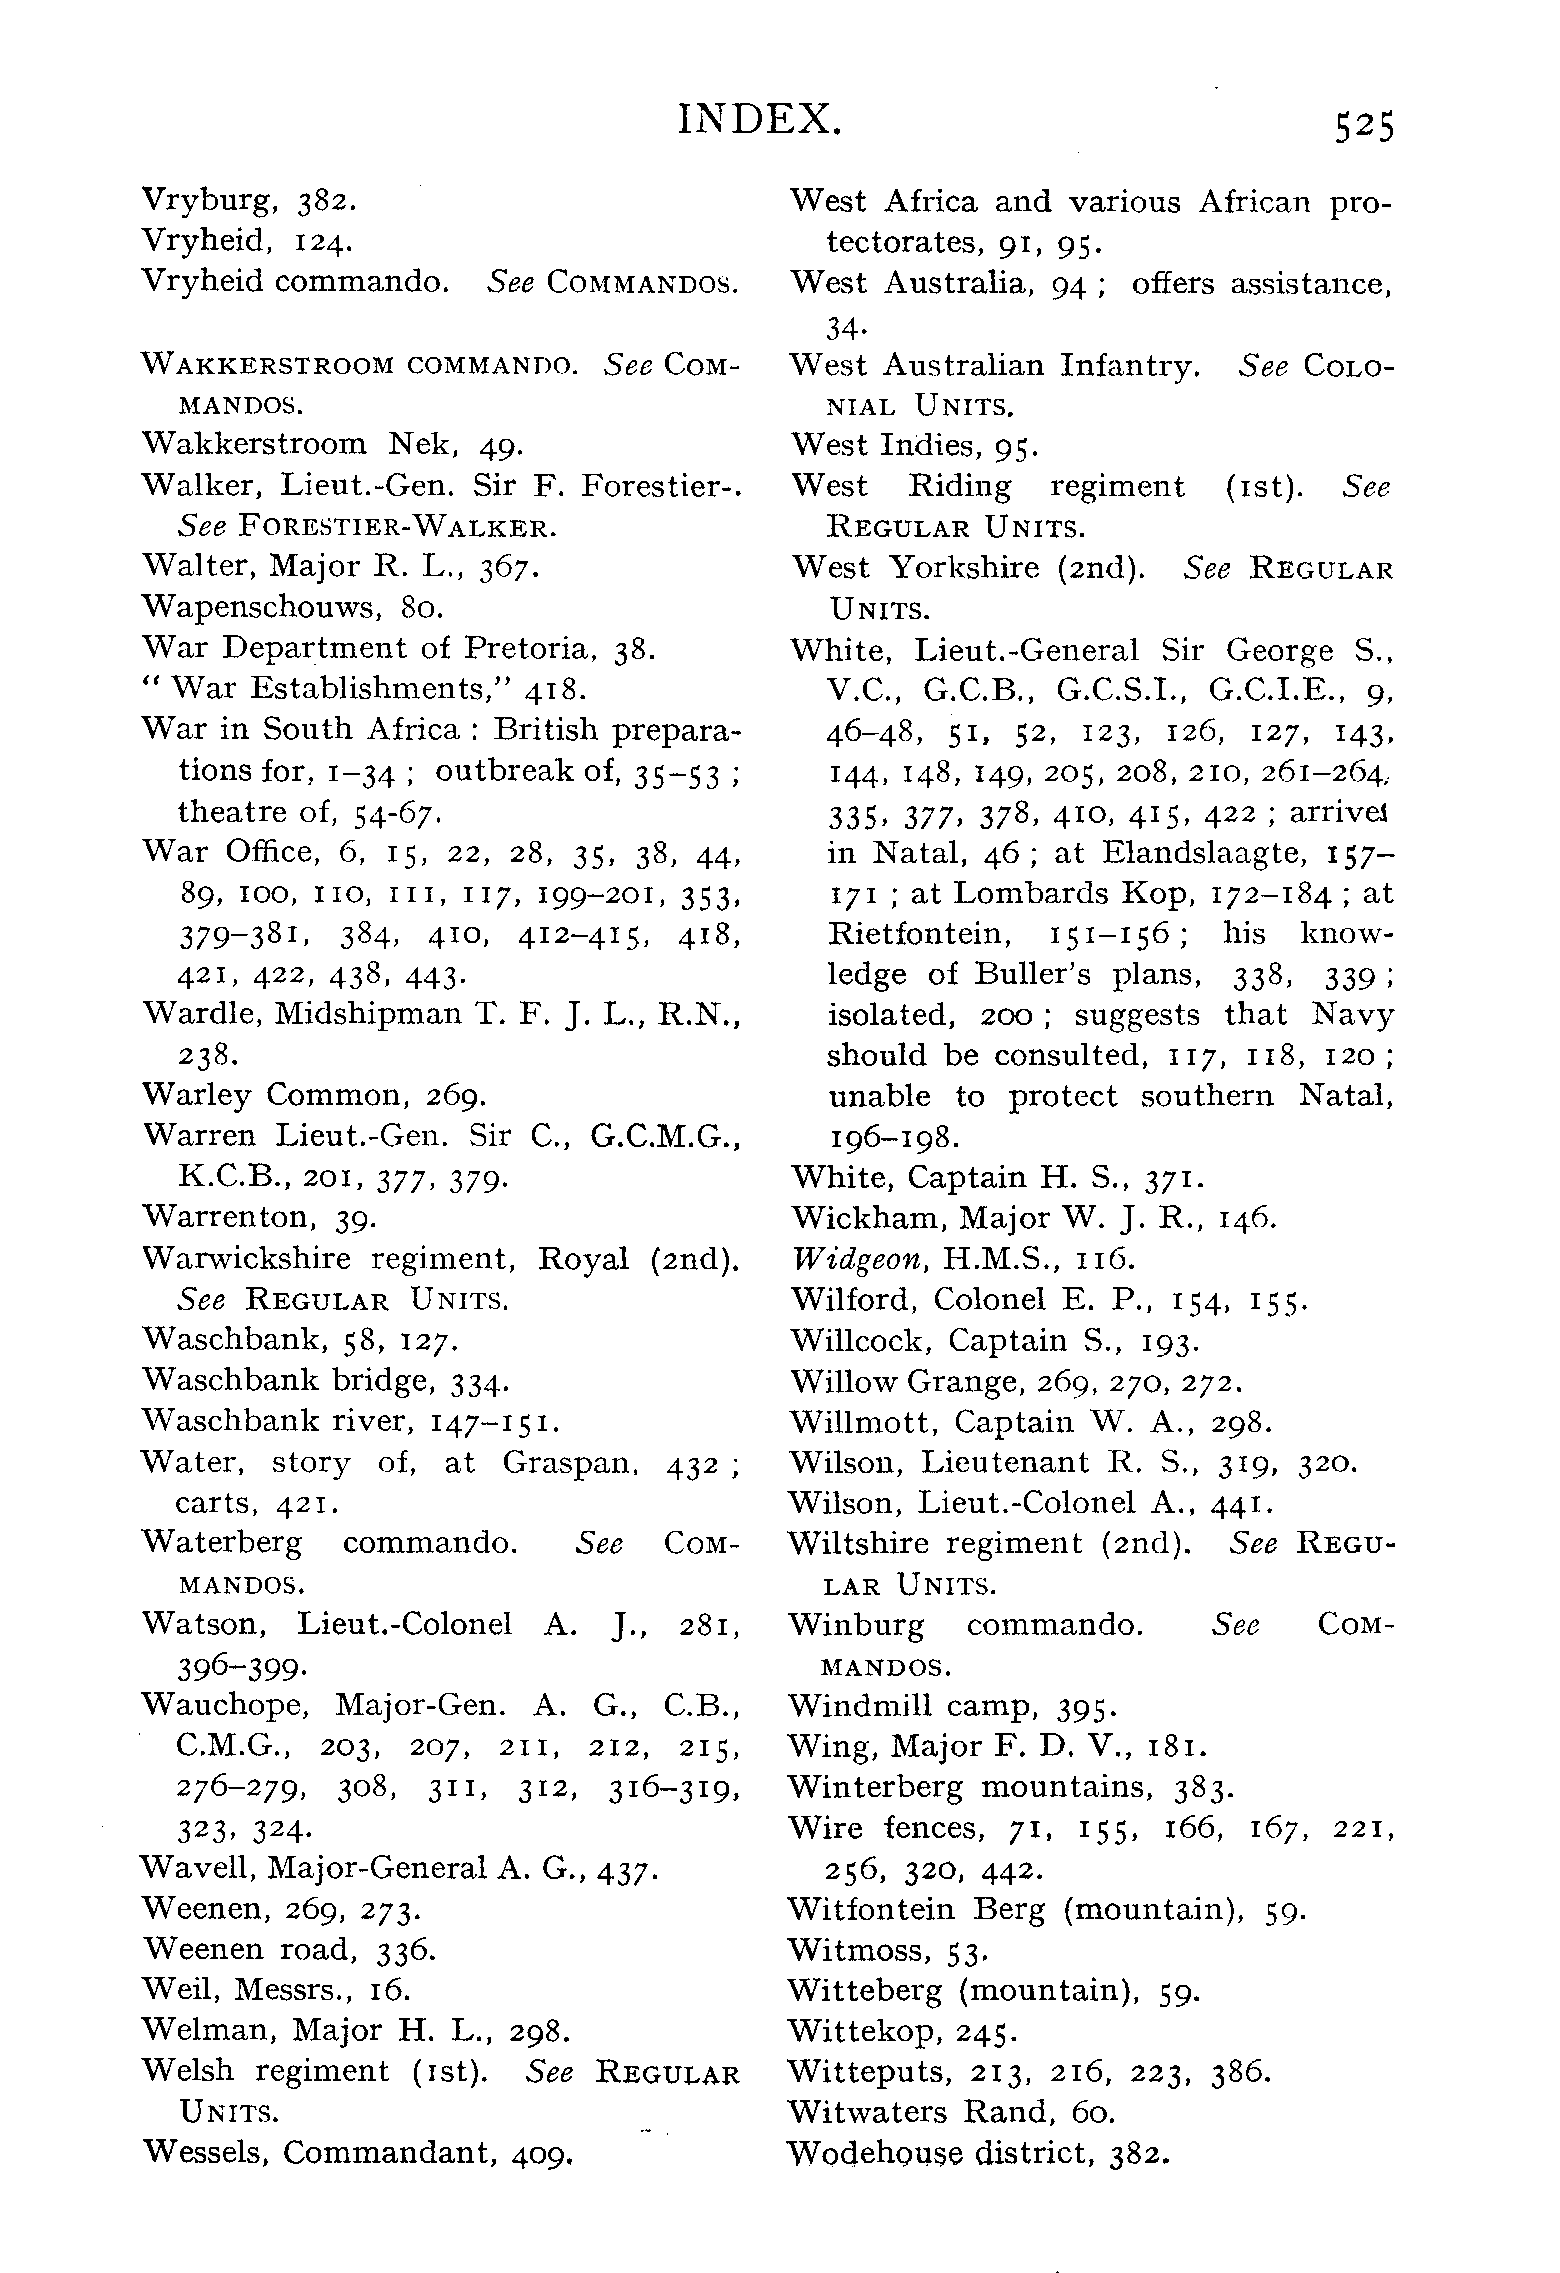 INDEX.
525
Vryburg, 382.
Vryheid, 124.
Vryheid commando. See COMMANDOS.
WAKKERSTROOM COMMANDO. See COM-
MANDOS.
Wakkerstroom Nek, 49.
Walker, Lieut.-Gen. Sir F. Forestier-.
See FORESTIER-WALKER.
Walter, Major R. L., 367.
Wapenschouws, 80.
War Department of Pretoria, 38.
“ War Establishments,” 418.
War in South Africa : British prepara-
tions for, 1–34 ; outbreak of, 35–53 ;
theatre of, 54-67.
War Office, 6, 15, 22, 28, 35, 38, 44,
89, 100, 110, 111, 117, 199–201, 353,
379–381, 384, 410, 412–415, 418,
421, 422, 438, 443.
Wardle, Midshipman T. F. J. L., R.N.,
238.
Warley Common, 269.
Warren Lieut.-Gen. Sir C., G.C.M.G.,
K.C.B., 201, 377, 379.
Warrenton, 39.
Warwickshire regiment, Royal (2nd).
See REGULAR UNITS.
Waschbank, 58, 127.
Waschbank bridge, 334.
Waschbank river, 147–151.
Water, story of, at Graspan, 432 ;
carts, 421.
Waterberg commando. See COM-
MANDOS.
Watson, Lieut.-Colonel A. J., 281,
396–399.
Wauchope, Major-Gen. A. G., C.B.,
C.M.G., 203, 207, 211, 212, 215,
276–279, 308, 311, 312, 316–319,
323, 324.
Wavell, Major-General A. G., 437.
Weenen, 269, 273.
Weenen road, 336.
Weil, Messrs., 16.
Welman, Major H. L., 298.
Welsh regiment (1st). See REGULAR
UNITS.
Wessels, Commandant, 409.
West Africa and various African pro-
tectorates, 91, 95.
West Australia, 94 ; offers assistance,
34.
West Australian Infantry. See COLO-
NIAL UNITS.
West Indies, 95.
West Riding regiment (1st). See
REGULAR UNITS.
West Yorkshire (2nd). See REGULAR
UNITS.
White, Lieut.-General Sir George S.,
V.C., G.C.B., G.C.S.I., G.C.I.E., 9,
46–48, 51, 52, 123, 126, 127, 143,
144, 148, 149, 205, 208, 210, 261–264,
335, 377, 378, 410, 415, 422 ; arrived
in Natal, 46 ; at Elandslaagte, 157–
171 ; at Lombards Kop, 172–184 ; at
Rietfontein, 151–156 ; his know-
ledge of Buller’s plans, 338, 339 ;
isolated, 200 ; suggests that Navy
should be consulted, 117, 118, 120 ;
unable to protect southern Natal,
196–198.
White, Captain H. S., 371.
Wickham, Major W. J. R., 146.
Widgeon, H.M.S., 116.
Wilford, Colonel E. P., 154, 155.
Willcock, Captain S., 193.
Willow Grange, 269, 270, 272.
Willmott, Captain W. A., 298.
Wilson, Lieutenant R. S., 319, 320.
Wilson, Lieut.-Colonel A., 441.
Wiltshire regiment (2nd). See REGU-
LAR UNITS.
Winburg commando. See COM-
MANDOS.
Windmill camp, 395.
Wing, Major F. D. V., 181.
Winterberg mountains, 383.
Wire fences, 71, 155, 166, 167, 221,
256, 320, 442.
Witfontein Berg (mountain), 59.
Witmoss, 53.
Witteberg (mountain), 59.
Wittekop, 245.
Witteputs, 213, 216, 223, 386.
Witwaters Rand, 60.
Wodehouse district, 382.